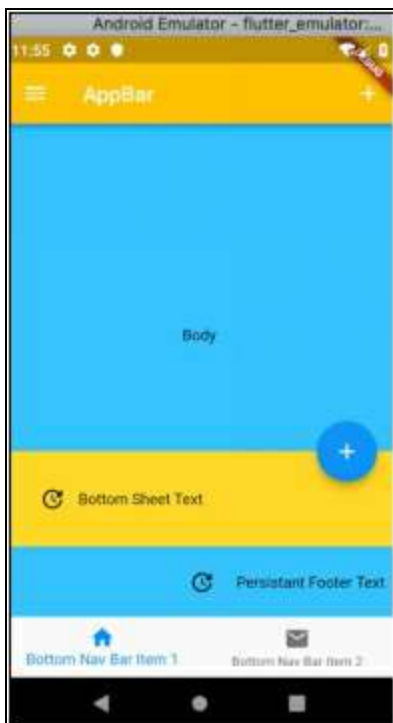 Android Emulator - flutter_emulator:...
11:55
DEBUG
AppBar
Body
Bottom Sheet Text
Persistant Footer Text
Bottom Nav Bar Item 1
Bottom Nav Bar Item 2